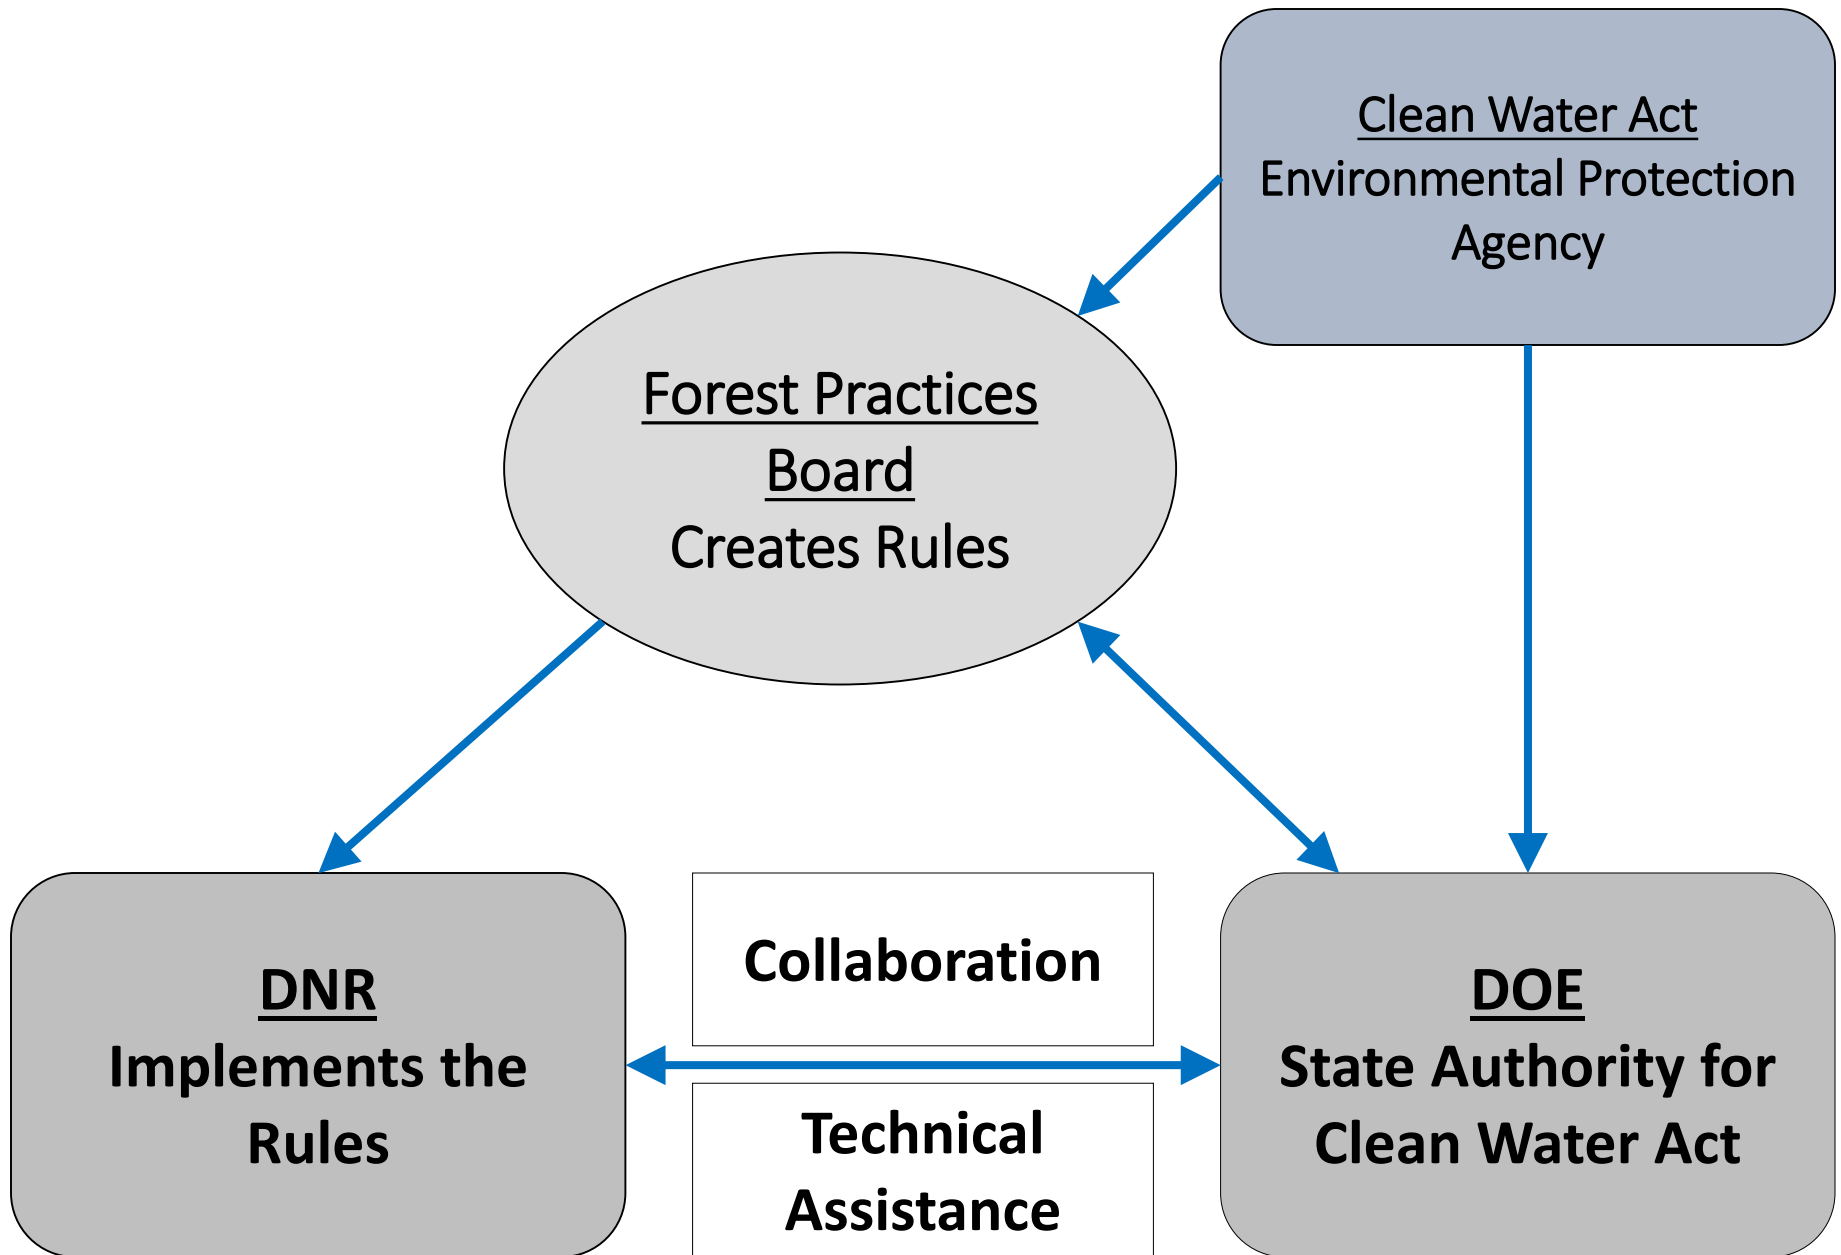 Clean Water Act
Environmental Protection
Agency
Forest Practices
Board
Creates Rules
DNR
Implements the
Rules
Collaboration
Technical
Assistance
DOE
State Authority for
Clean Water Act